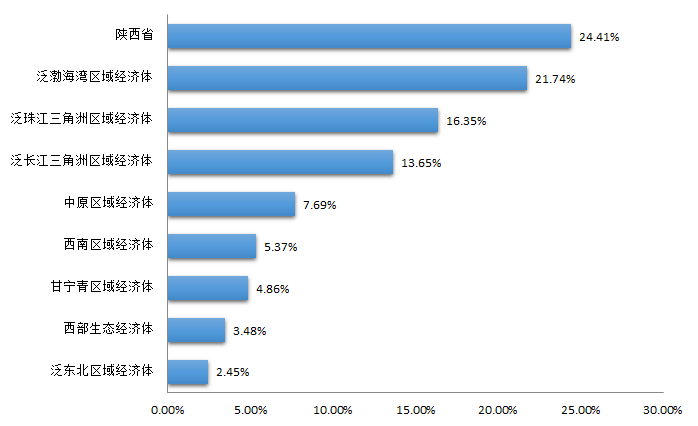 陕西省 24.41%
泛渤海湾区域经济体 21.74%
泛珠江三角洲区域经济体 16.35%
泛长江三角洲区域经济体 13.65%
中原区域经济体 7.69%
西南区域经济体 5.37%
甘宁青区域经济体 4.86%
西部生态经济体 3.48%
泛东北区域经济体 2.45%
0.00% 5.00% 10.00% 15.00% 20.00% 25.00% 30.00%